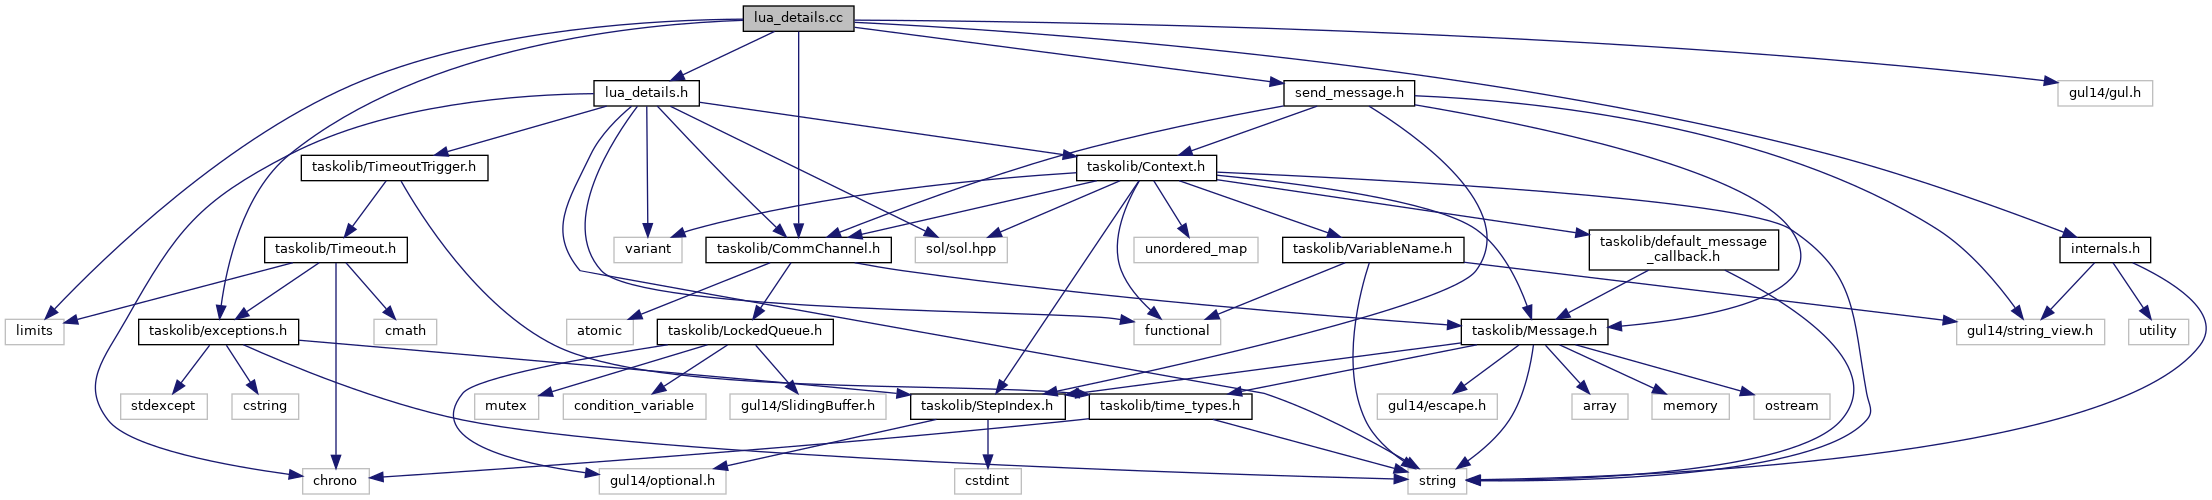 lua_details.cc
lua_details.h
send_message.h
gul14/gul.h
taskolib/TimeoutTrigger.h
taskolib/Context.h
taskolib/Timeout.h
variant
taskolib/CommChannel.h
sol/sol.hpp
unordered_map
taskolib/VariableName.h
taskolib/default_message
_callback.h
internals.h
limits
taskolib/exceptions.h
cmath
atomic
taskolib/LockedQueue.h
functional
taskolib/Message.h
gul14/string_view.h
utility
stdexcept
cstring
mutex
condition_variable
gul14/SlidingBuffer.h
taskolib/StepIndex.h
taskolib/time_types.h
gul14/escape.h
array
memory
ostream
chrono
gul14/optional.h
cstdint
string